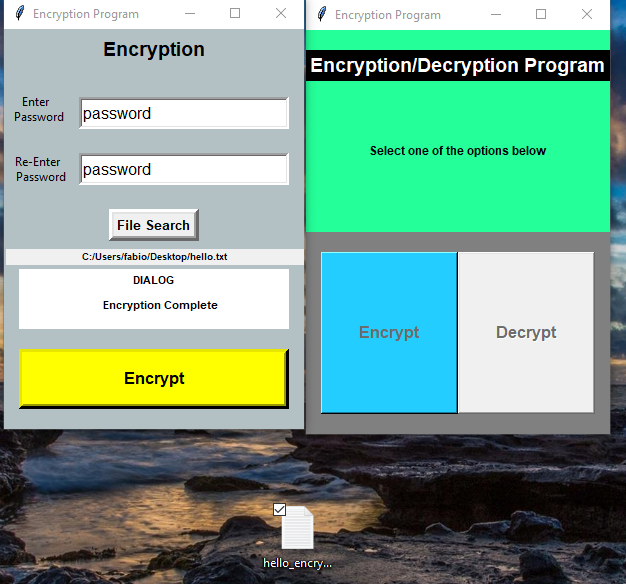 Encryption Program
Encryption
Enter
Password
password
Re-Enter
Password
password
File Search
C:/Users/fabio/Desktop/hello.txt
DIALOG
Encryption Complete
Encrypt
Encryption Program
Encryption/Decryption Program
Select one of the options below
Encrypt
Decrypt
hello_encry...